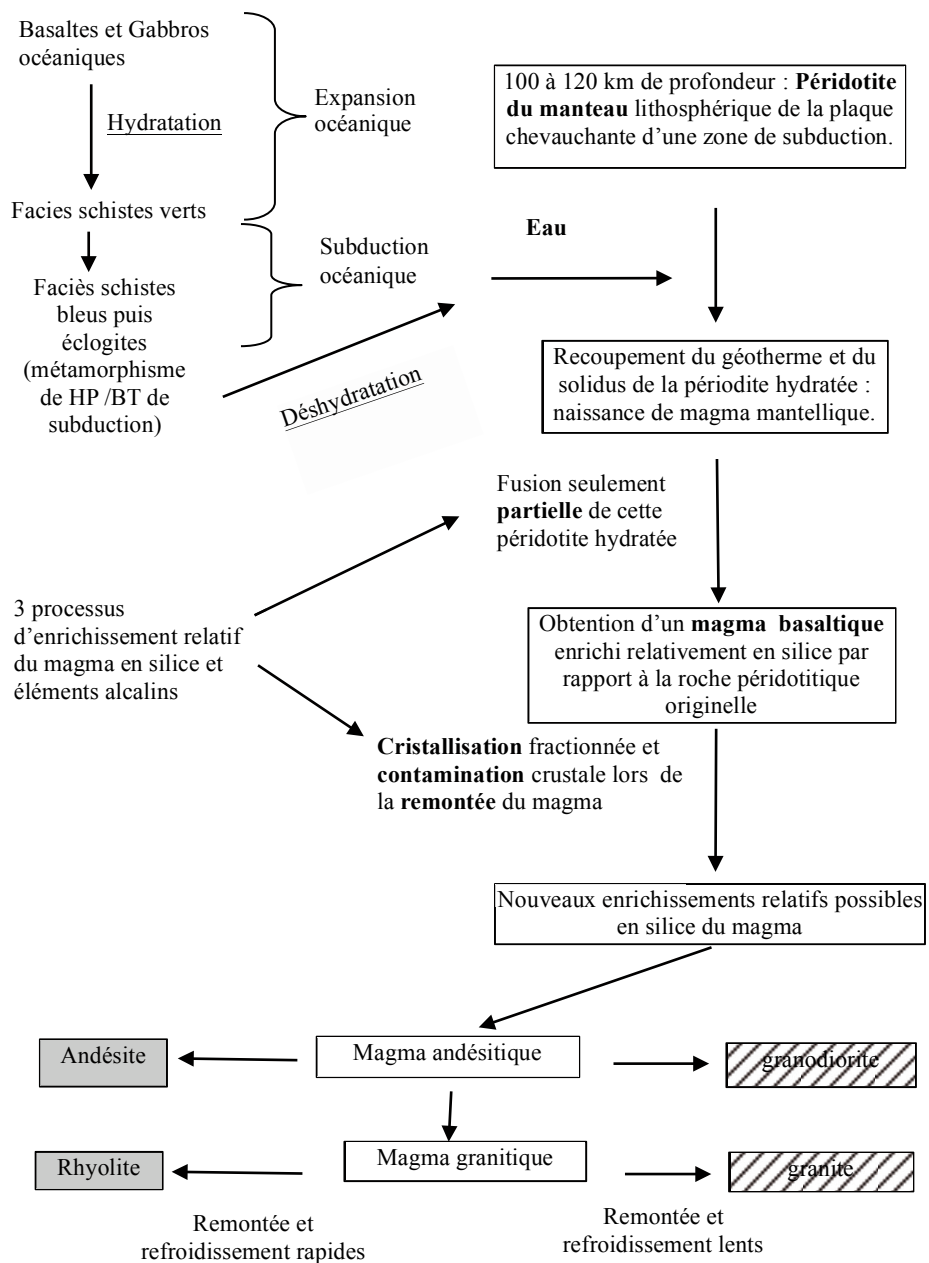 Basaltes et Gabbros
océaniques
Hydratation
Expansion
océanique
100 à 120 km de profondeur : Péridotite
du manteau lithosphérique de la plaque
chevauchante d’une zone de subduction.
Facies schistes verts
Eau
Subduction
océanique
Faciès schistes
bleus puis
éclogites
(métamorphisme
de HP /BT de
subduction)
Déshydratation
Recoupement du géotherme et du
solidus de la périodite hydratée :
naissance de magma mantellique.
Fusion seulement
partielle de cette
péridotite hydratée
3 processus
d’enrichissement relatif
du magma en silice et
éléments alcalins
Obtention d’un magma basaltique
enrichi relativement en silice par
rapport à la roche péridotitique
originelle
Cristallisation fractionnée et
contamination crustale lors de
la remontée du magma
Nouveaux enrichissements relatifs possibles
en silice du magma
Andésite
Magma andésitique
granodiorite
Rhyolite
Magma granitique
granite
Remontée et
refroidissement rapides
Remontée et
refroidissement lents